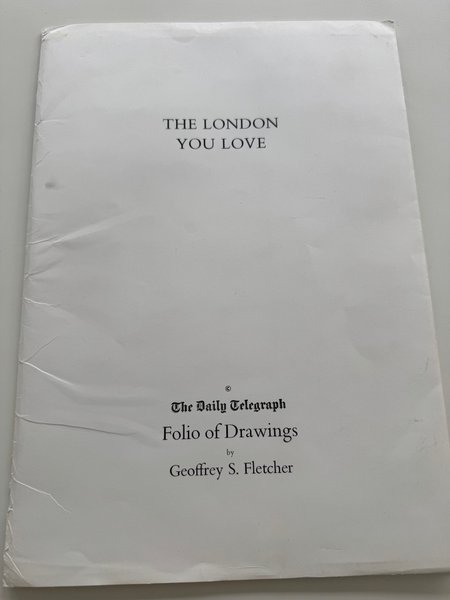 THE LONDON
YOU LOVE
©
The Daily Telegraph
Folio of Drawings
by
Geoffrey S. Fletcher